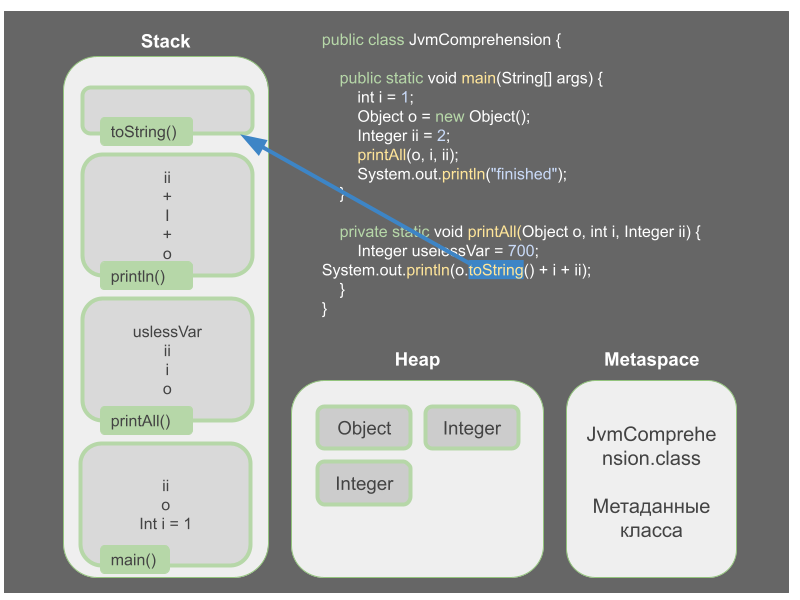 Stack
toString()
ii
+
I
+
o
println()
uslessVar
ii
i
o
printAll()
ii
o
Int i = 1
main()
public class JvmComprehension {
public static void main(String[] args) {
int i = 1;
Object o = new Object();
Integer ii = 2;
printAll(o, i, ii);
System.out.println("finished");
}
private static void printAll(Object o, int i, Integer ii) {
Integer uselessVar = 700;
System.out.println(o.toString() + i + ii);
}
}
Heap
Object
Integer
Integer
Metaspace
JvmComprehe
nsion.class
Метаданные
класса